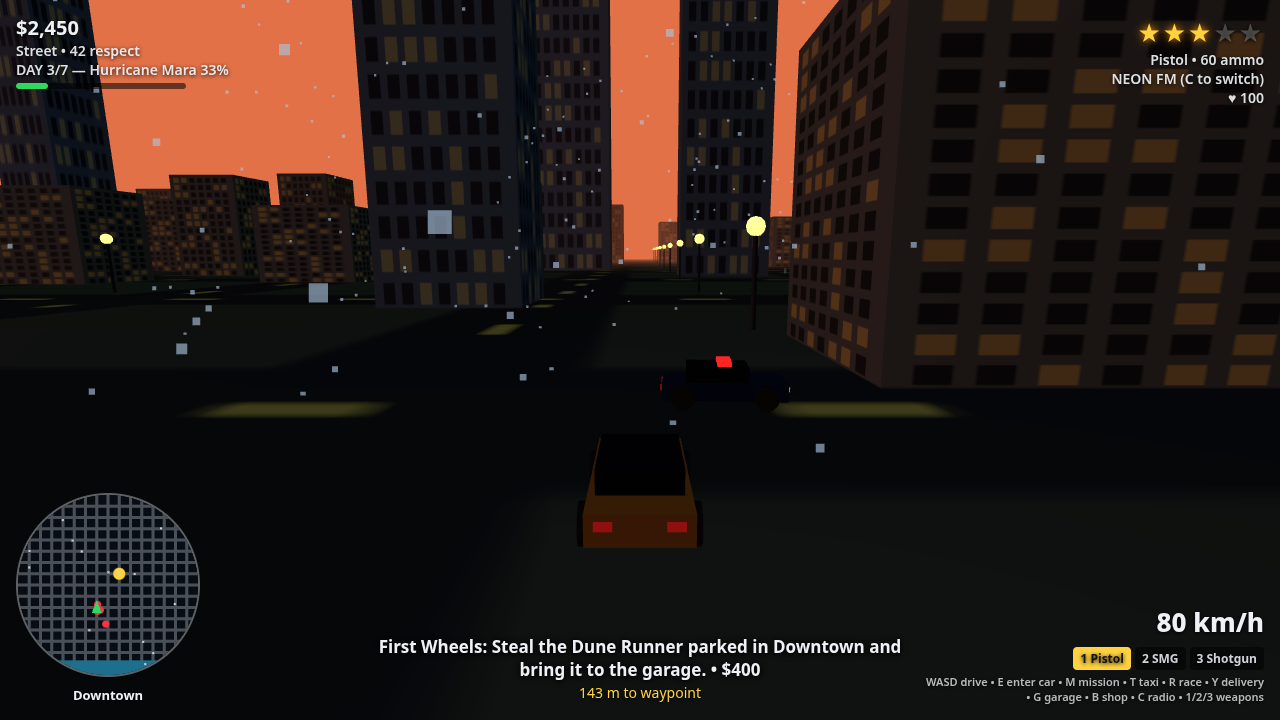 $2,450
Street • 42 respect
DAY 3/7 — Hurricane Mara 33%
★★★★★
Pistol • 60 ammo
NEON FM (C to switch)
♥ 100
Downtown
First Wheels: Steal the Dune Runner parked in Downtown and
bring it to the garage. • $400
143 m to waypoint
80 km/h
1 Pistol 2 SMG 3 Shotgun
WASD drive • E enter car • M mission • T taxi • R race • Y delivery
• G garage • B shop • C radio • 1/2/3 weapons